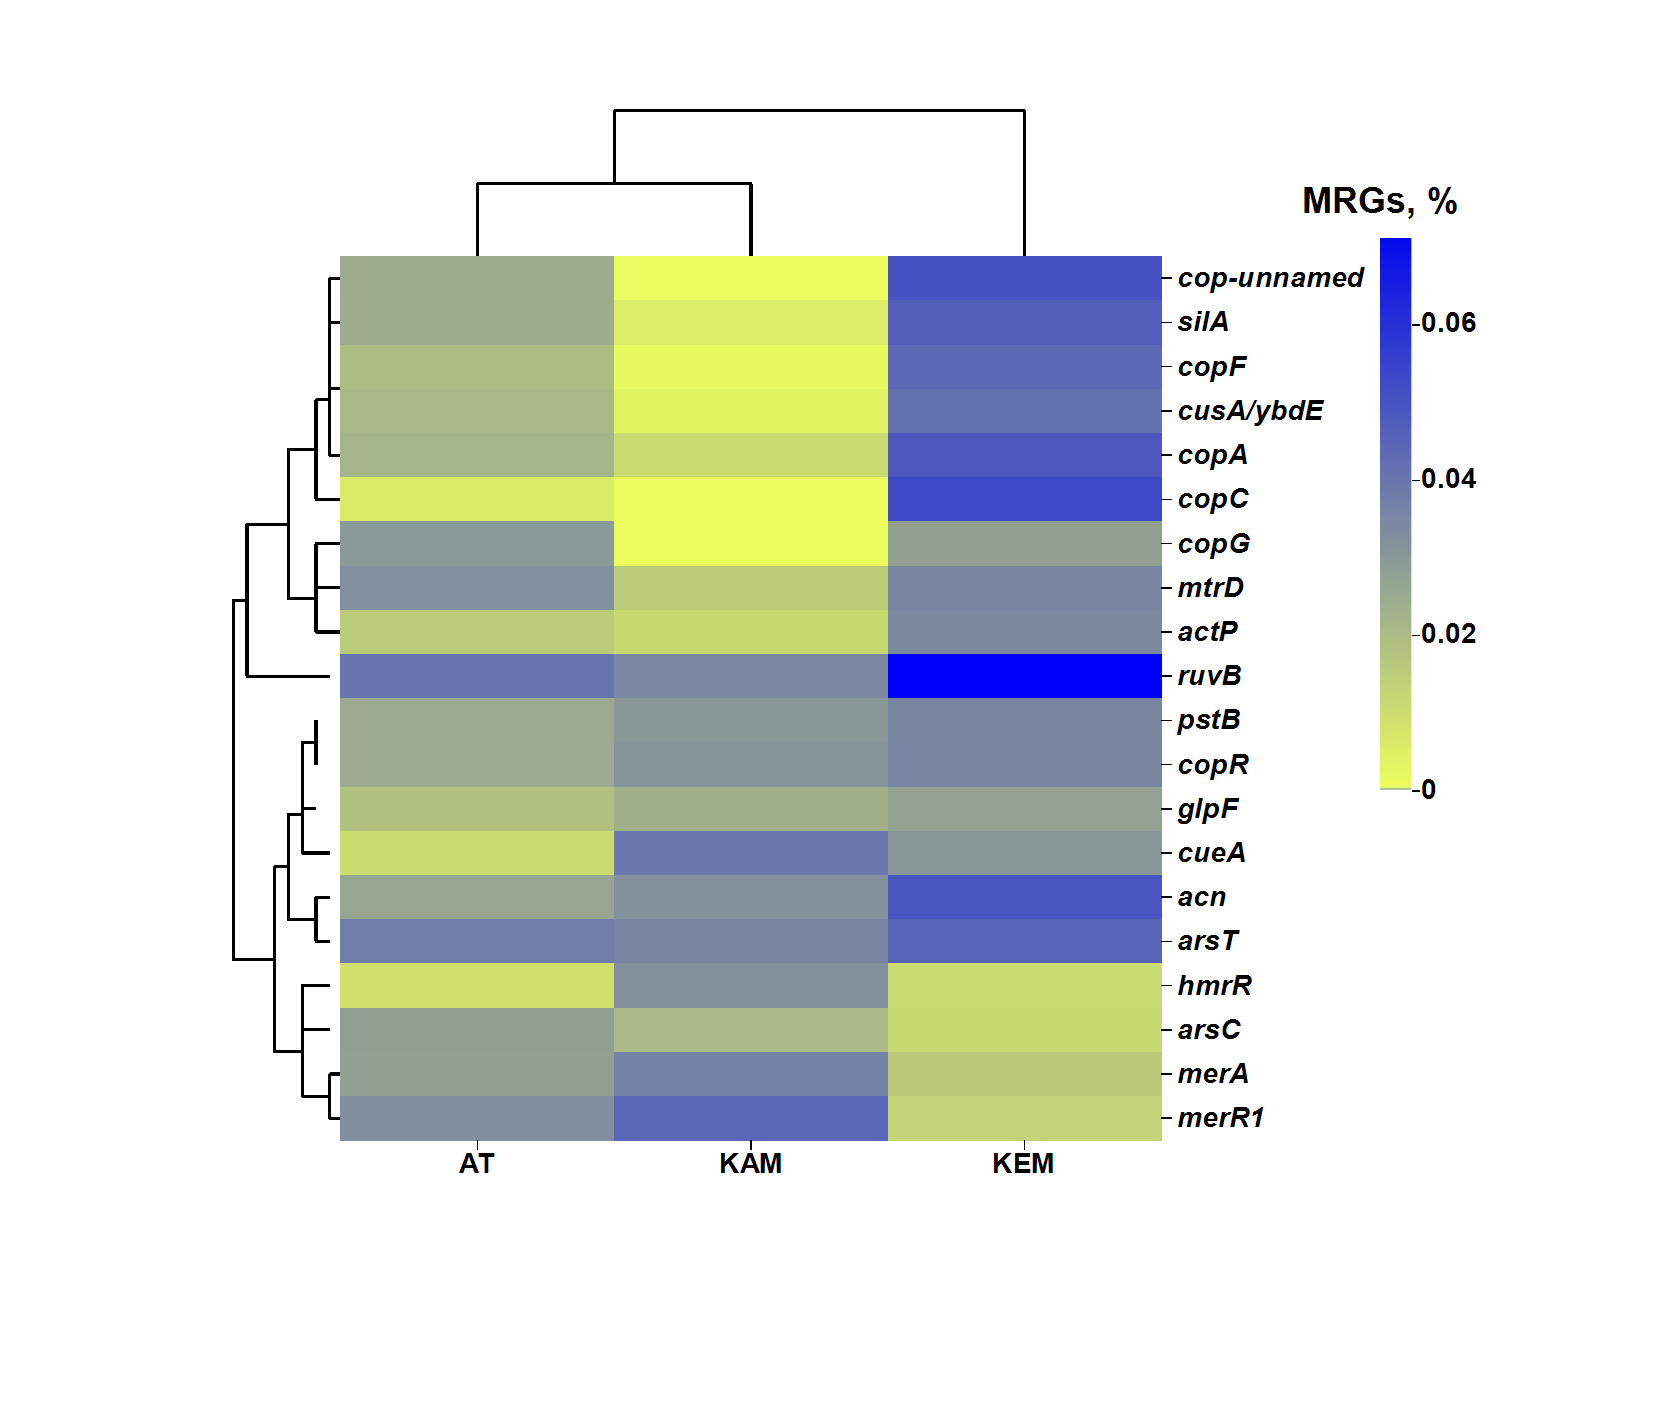 MRGs, %
cop-unnamed
silA
copF
cusA/ybdE
copA
copC
copG
mtrD
actP
ruvB
pstB
copR
glpF
cueA
acn
arsT
hmrR
arsC
merA
merR1
0.06
0.04
0.02
0
AT KAM KEM